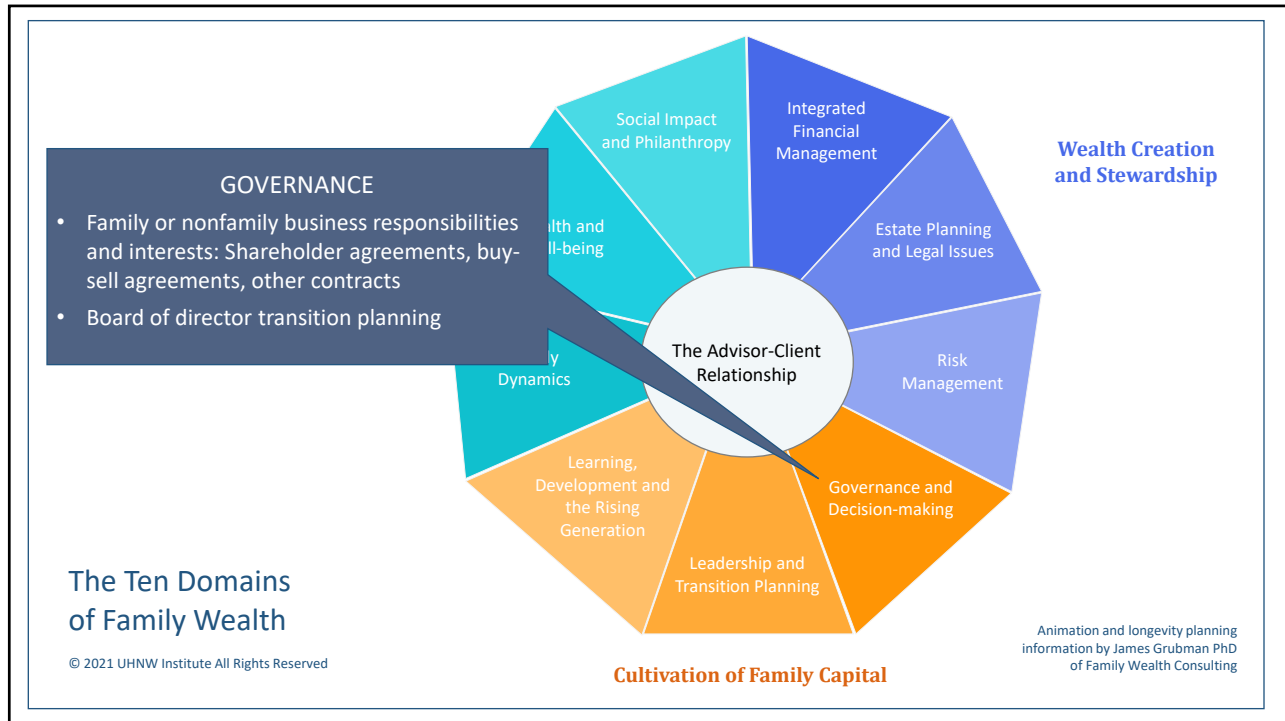 Social Impact
and Philanthropy
Integrated
Financial
Management
Wealth Creation
and Stewardship
GOVERNANCE
• Family or nonfamily business responsibilities
and interests: Shareholder agreements, buy-
sell agreements, other contracts
• Board of director transition planning
and
Estate Planning
and Legal Issues
The Advisor-Client
Relationship
Risk
Management
Dynamics
Learning,
Development and
the Rising
Generation
Governance and
Decision-making
Leadership and
Transition Planning
The Ten Domains
of Family Wealth
© 2021 UHNW Institute All Rights Reserved
Cultivation of Family Capital
Animation and longevity planning
information by James Grubman PhD
of Family Wealth Consulting